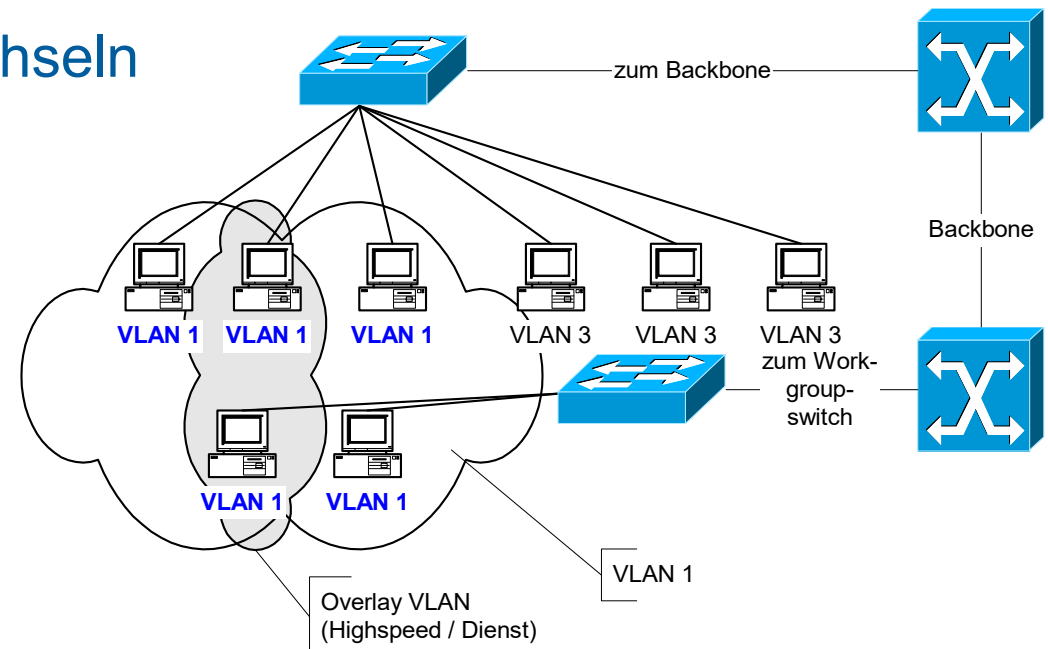 hseln
zum Backbone
Backbone
VLAN 1 VLAN 1 VLAN 1 VLAN 3 VLAN 3 VLAN 3
zum Work-
group-
switch
VLAN 1 VLAN 1
VLAN 1
Overlay VLAN
(Highspeed / Dienst)